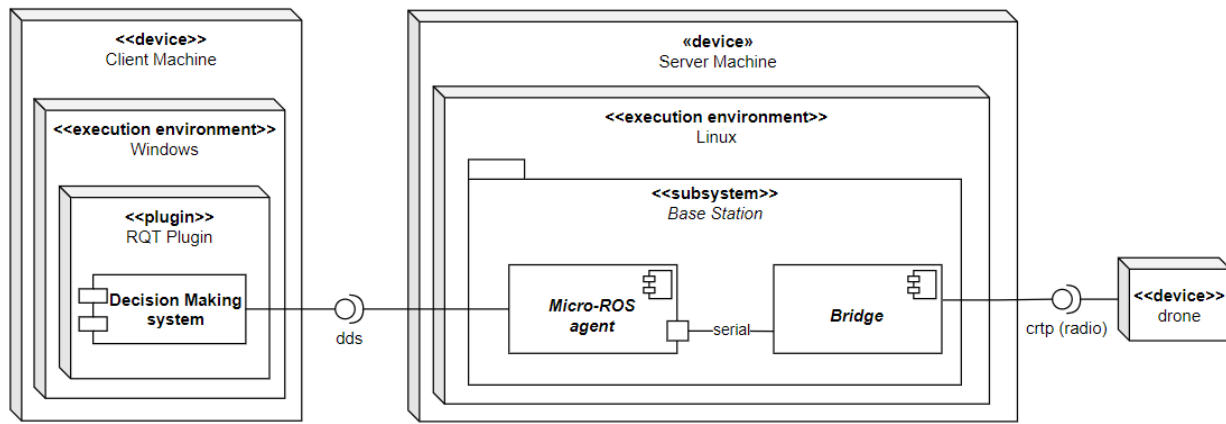 <<device>>
Client Machine
<<execution environment>>
Windows
<<plugin>>
RQT Plugin
Decision Making
system
dds
«device»
Server Machine
<<execution environment>>
Linux
<<subsystem>>
Base Station
Micro-ROS
agent
serial
Bridge
crtp (radio)
<<device>>
drone